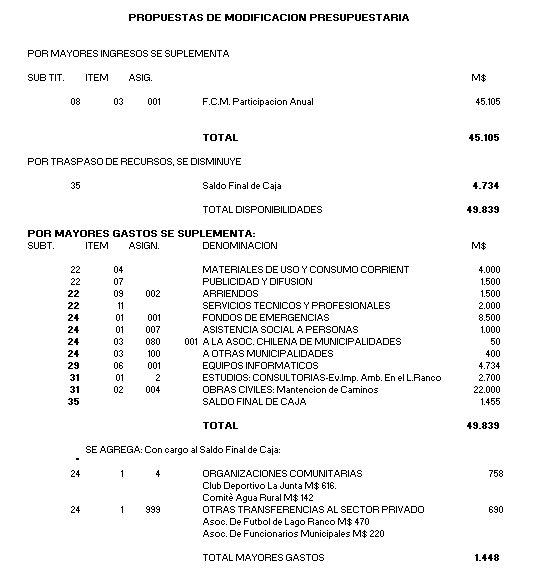 PROPUESTAS DE MODIFICACION PRESUPUESTARIA
POR MAYORES INGRESOS SE SUPLEMENTA
SUB TIT. ITEM ASIG. M$
08 03 001 F.C.M. Participacion Anual 45.105
TOTAL 45.105
POR TRASPASO DE RECURSOS, SE DISMINUYE
35 Saldo Final de Caja 4.734
TOTAL DISPONIBILIDADES 49.839
POR MAYORES GASTOS SE SUPLEMENTA:
SUBT. ITEM ASIGN. DENOMINACION M$
22 04 MATERIALES DE USO Y CONSUMO CORRIENT 4.000
22 07 PUBLICIDAD Y DIFUSION 1.500
22 09 002 ARRIENDOS 1.500
22 11 SERVICIOS TECNICOS Y PROFESIONALES 2.000
24 01 001 FONDOS DE EMERGENCIAS 8.500
24 01 007 ASISTENCIA SOCIAL A PERSONAS 1.000
24 03 080 001 A LA ASOC. CHILENA DE MUNICIPALIDADES 50
24 03 100 A OTRAS MUNICIPALIDADES 400
29 06 001 EQUIPOS INFORMATICOS 4.734
31 01 2 ESTUDIOS: CONSULTORIAS-Ev.Imp. Amb. En el L.Ranco 2.700
31 02 004 OBRAS CIVILES: Mantencion de Caminos 22.000
35 SALDO FINAL DE CAJA 1.455
TOTAL 49.839
SE AGREGA: Con cargo al Saldo Final de Caja:
24 1 4 ORGANIZACIONES COMUNITARIAS 758
Club Deportivo La Junta M$ 616.
Comitè Agua Rural M$ 142
24 1 999 OTRAS TRANSFERENCIAS AL SECTOR PRIVADO 690
Asoc. De Futbol de Lago Ranco M$ 470
Asoc. De Funcionarios Municipales M$ 220
TOTAL MAYORES GASTOS 1.448